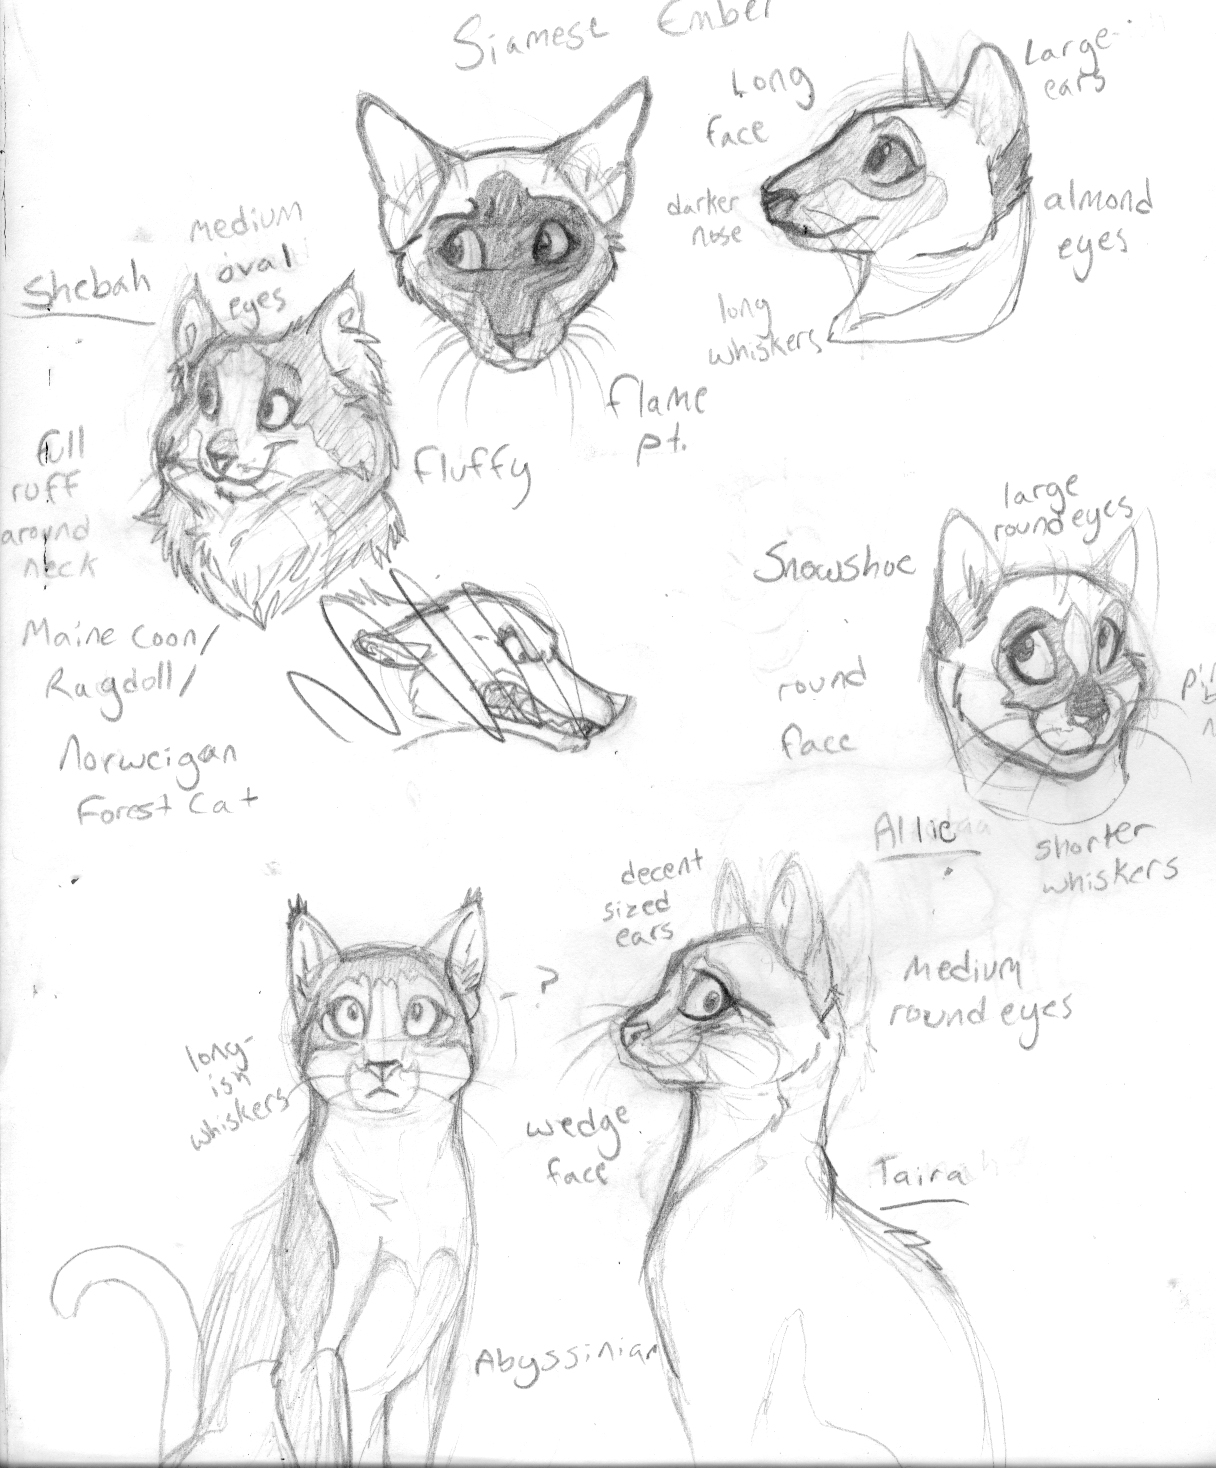 Siamese Ember
Long
face
Large
ears
darker
nose
almond
eyes
long
whiskers
flame
pt.
medium
oval
eyes
Shebah
full
ruff
around
neck
fluffy
Maine Coon/
Ragdoll/
Norweigan
Forest Cat
large
round eyes
Snowshoe
round
face
Allie
shorter
whiskers
decent
sized
ears
?
long-
ish
whiskers
Medium
round eyes
wedge
face
Taira
Abyssinian